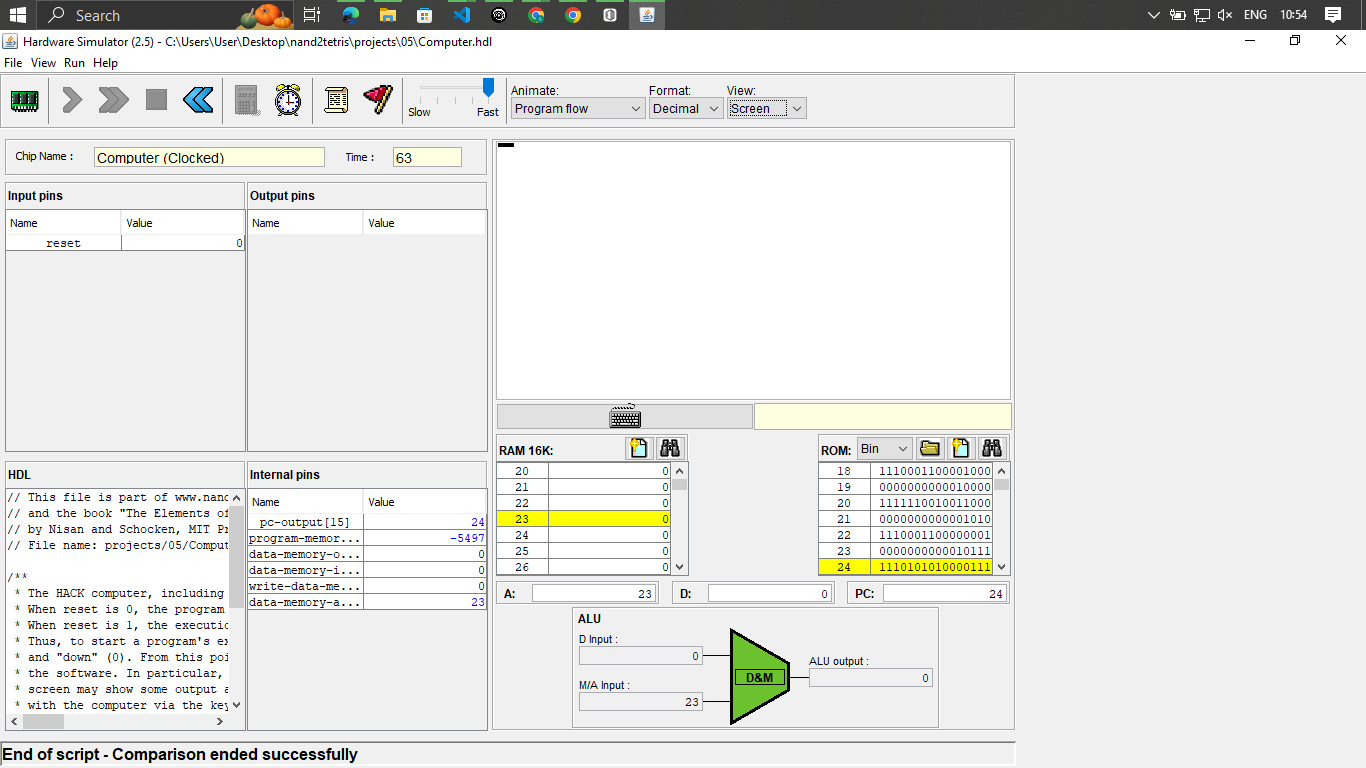 Search
ENG
10:54
Hardware Simulator (2.5) - C:\Users\User\Desktop\nand2tetris\projects\05\Computer.hdl
File View Run Help
Slow Fast
Animate:
Program flow
Format:
Decimal
View:
Screen
Chip Name :
Computer (Clocked)
Time :
63
Input pins
Name Value
reset 0
Output pins
Name Value
HDL
// This file is part of www.nand
// and the book "The Elements of
// by Nisan and Schocken, MIT Pr
// File name: projects/05/Comput
/**
* The HACK computer, including
* When reset is 0, the program
* When reset is 1, the executio
* Thus, to start a program's ex
* and "down" (0). From this poi
* the software. In particular,
* screen may show some output a
* with the computer via the key
Internal pins
Name Value
pc-output[15] 24
program-memor... -5497
data-memory-o... 0
data-memory-i... 0
write-data-me... 0
data-memory-a... 23
RAM 16K:
20 0
21 0
22 0
23 0
24 0
25 0
26 0
ROM:
Bin
18 1110001100001000
19 0000000000010000
20 1111110010011000
21 0000000000001010
22 1110001100000001
23 0000000000010111
24 1110101010000111
A: 23
D: 0
PC: 24
ALU
D Input :
0
M/A Input :
23
D&M
ALU output :
0
End of script - Comparison ended successfully